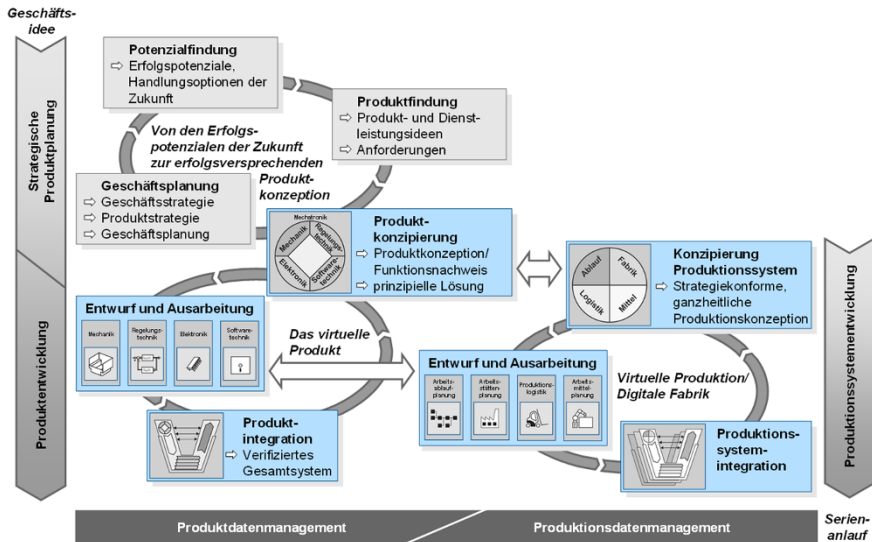 Geschäfts-
idee
Strategische
Produktplanung
Potenzialfindung
Erfolgspotenziale,
Handlungsoptionen der
Zukunft
Produktfindung
Produkt- und Dienst-
leistungsideen
Anforderungen
Von den Erfolgs-
potenzialen der Zukunft
zur erfolgsversprechenden
Produkt-
konzeption
Geschäftsplanung
Geschäftsstrategie
Produktstrategie
Geschäftsplanung
Mechatronik
Mechanik
Regelungs-
technik
Elektronik
Software-
technik
Produkt-
konzipierung
Produktkonzeption/
Funktionsnachweis
prinzipielle Lösung
Ablauf
Fabrik
Logistik
Mittel
Konzipierung
Produktionssystem
Strategiekonforme,
ganzheitliche
Produktionskonzeption
Produktentwicklung
Entwurf und Ausarbeitung
Mechanik
Regelungs-
technik
Elektronik
Software-
technik
Das virtuelle
Produkt
Entwurf und Ausarbeitung
Arbeits-
ablauf-
planung
Arbeits-
stätten-
planung
Produktions-
logistik
Arbeits-
mittel-
planung
Virtuelle Produktion/
Digitale Fabrik
Produkt-
integration
Verifiziertes
Gesamtsystem
Produktions-
system-
integration
Produktionssystementwicklung
Produktdatenmanagement
Produktionsdatenmanagement
Serien-
anlauf